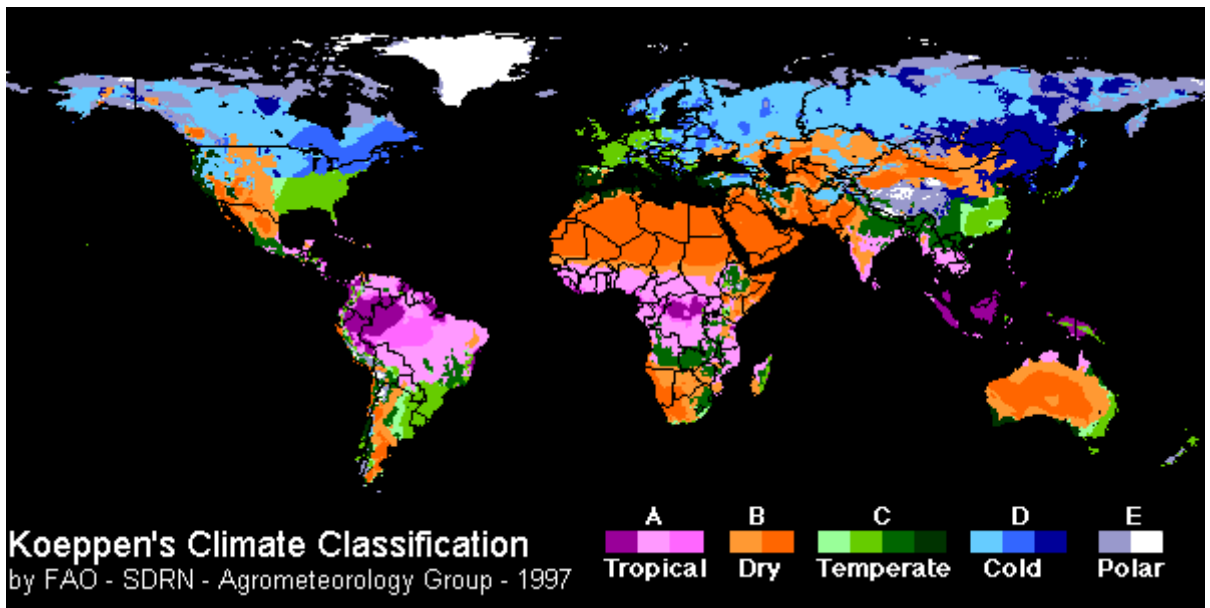 A B C D E
Tropical Dry Temperate Cold Polar
Koeppen's Climate Classification
by FAO - SDRN - Agrometeorology Group - 1997